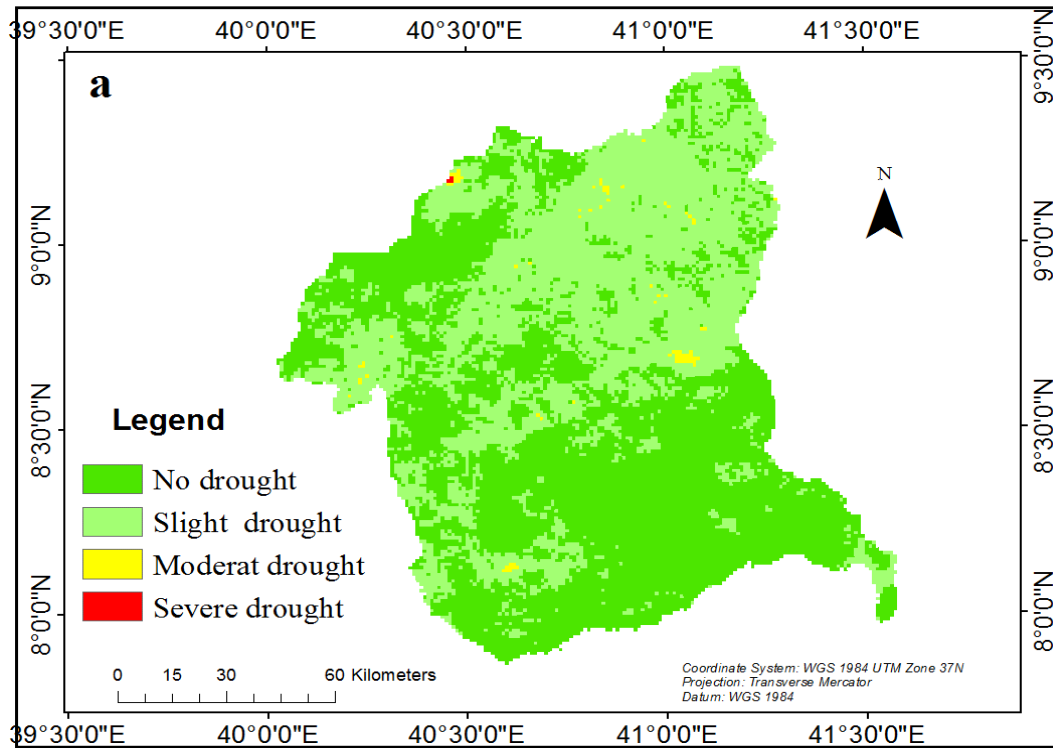 39°30'0"E 40°0'0"E 40°30'0"E 41°0'0"E 41°30'0"E
a
N
9°30'0"N
9°30'0"N
9°0'0"N
9°0'0"N
8°30'0"N
8°30'0"N
8°0'0"N
8°0'0"N
Legend
No drought
Slight drought
Moderat drought
Severe drought
0 15 30 60 Kilometers
Coordinate System: WGS 1984 UTM Zone 37N
Projection: Transverse Mercator
Datum: WGS 1984
39°30'0"E 40°0'0"E 40°30'0"E 41°0'0"E 41°30'0"E